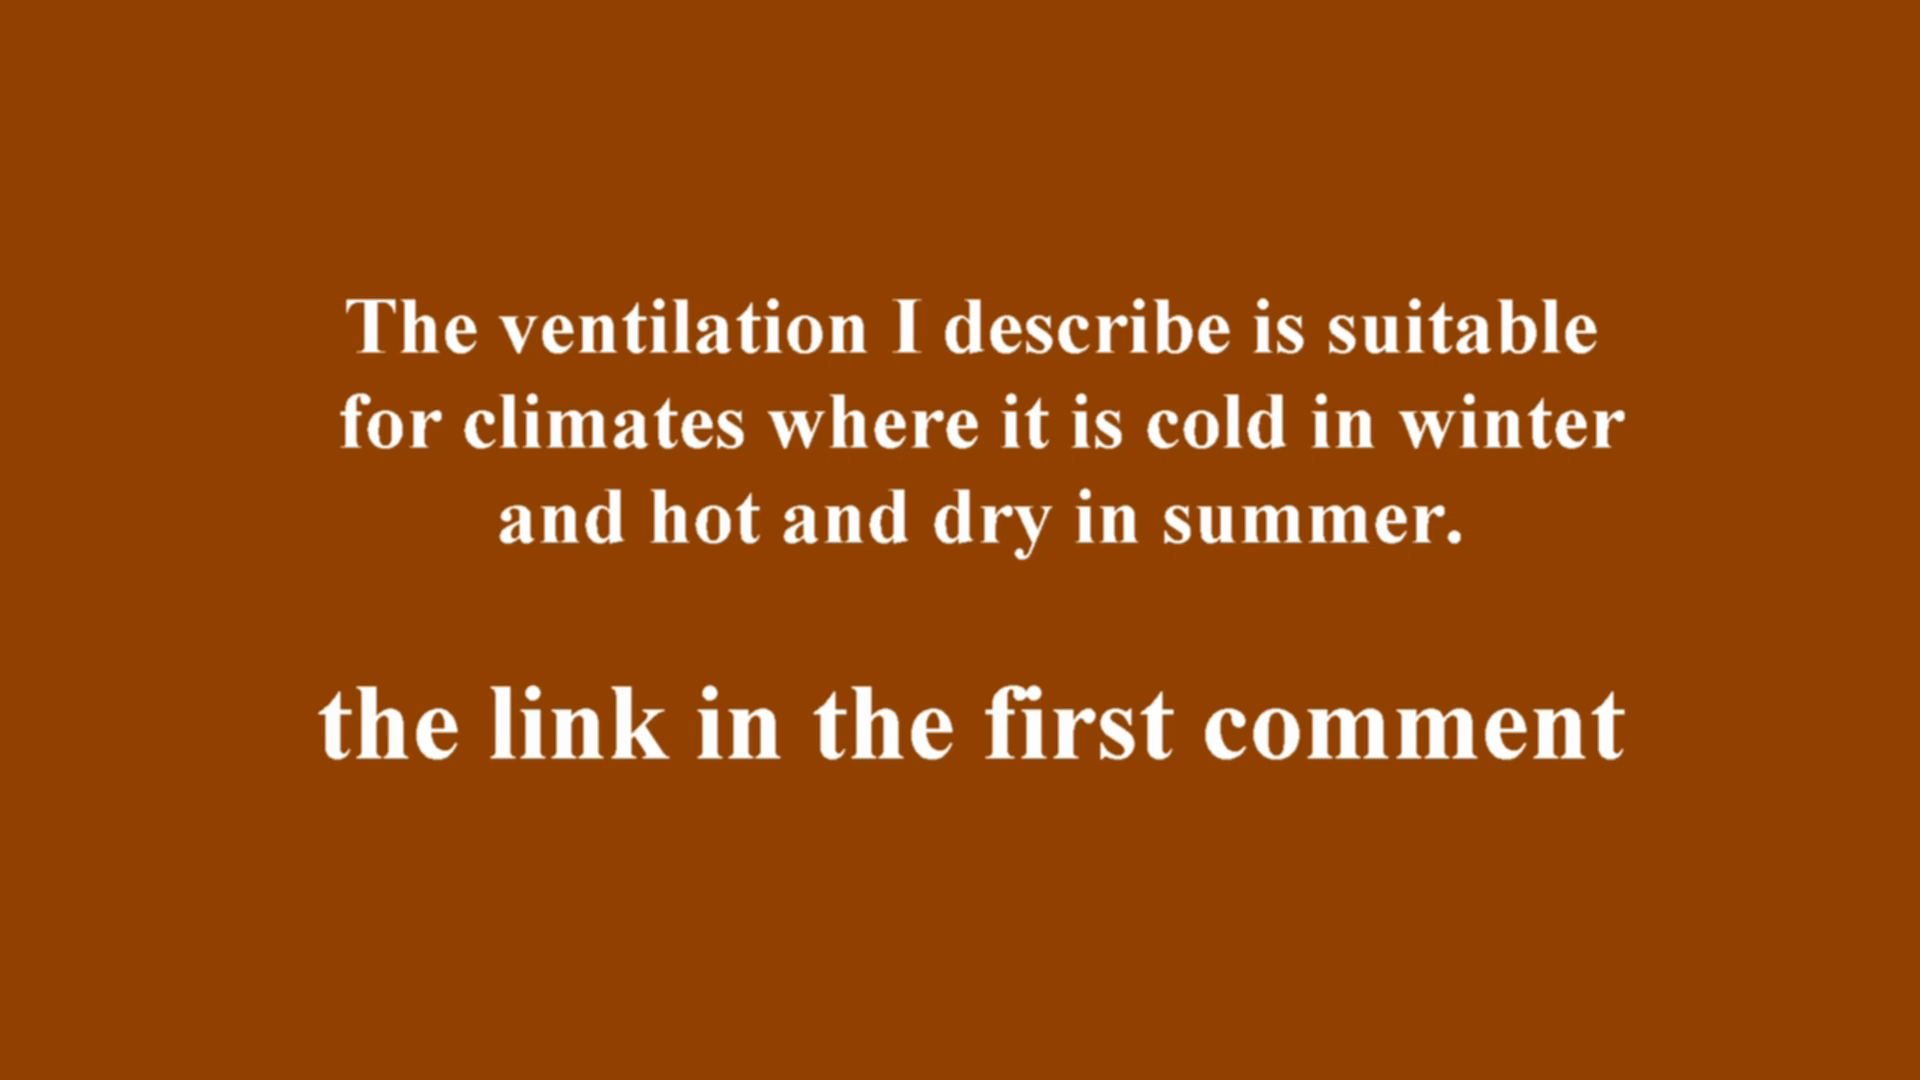 The ventilation I describe is suitable
for climates where it is cold in winter
and hot and dry in summer.
the link in the first comment